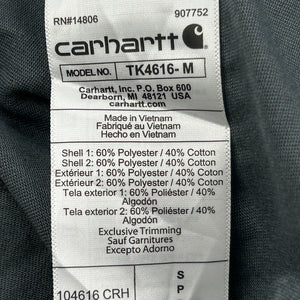 RN#14806 907752
carhartt
MODEL NO. TK4616-M
Carhartt, Inc. P.O. Box 600
Dearborn, MI 48121 USA
carhartt.com
Made in Vietnam
Fabriqué au Vietnam
Hecho en Vietnam
Shell 1: 60% Polyester / 40% Cotton
Shell 2: 60% Polyester / 40% Cotton
Extérieur 1: 60% Polyester / 40% Coton
Extérieur 2: 60% Polyester / 40% Coton
Tela exterior 1: 60% Poliéster / 40%
Algodón
Tela exterior 2: 60% Poliéster / 40%
Algodón
Exclusive Trimming
Sauf Garnitures
Excepto Adorno
104616 CRH
S
P